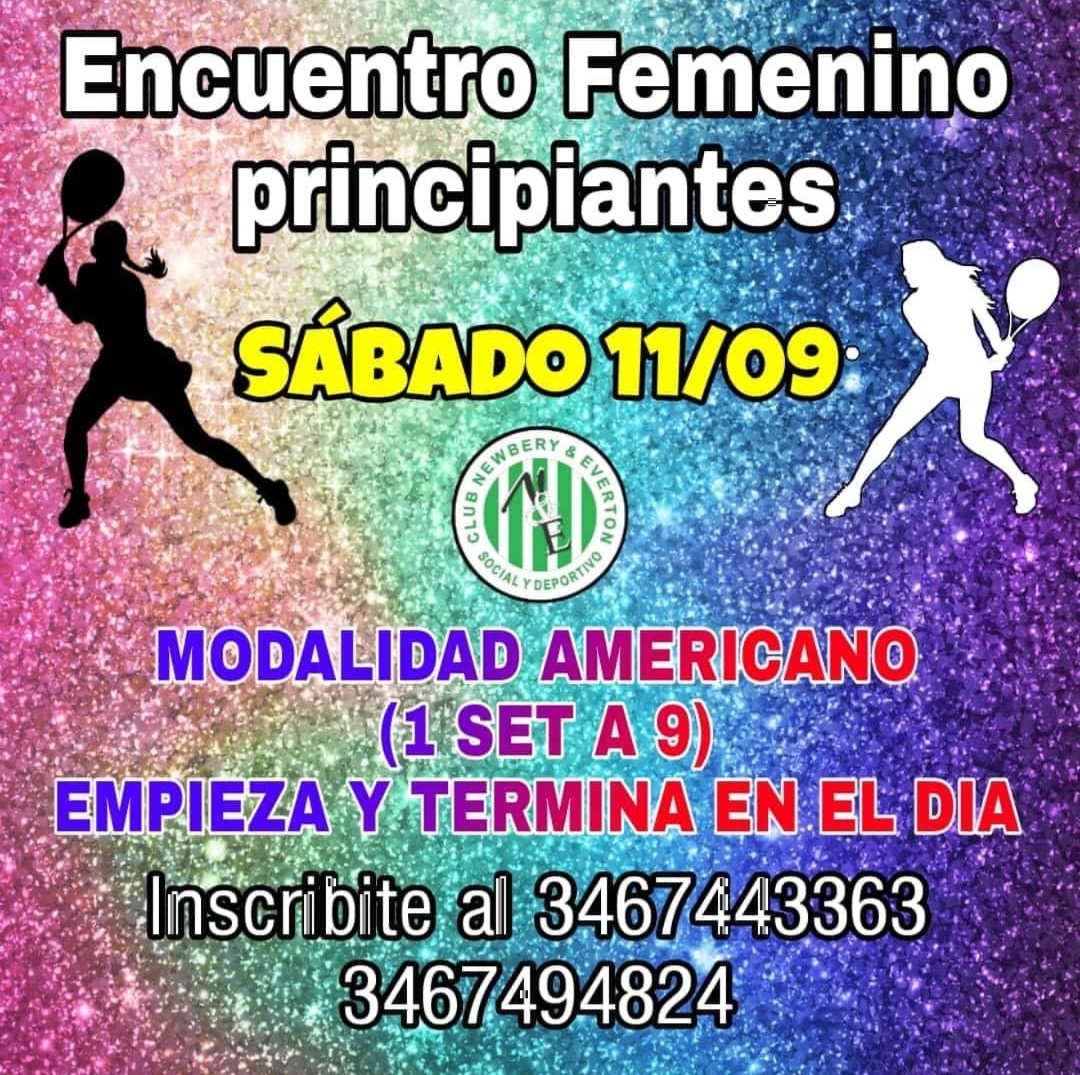 Encuentro Femenino
principiantes
SÁBADO 11/09
CLUB NEWBERY & EVERTON
N&E
SOCIAL Y DEPORTIVO
MODALIDAD AMERICANO
(1 SET A 9)
EMPIEZA Y TERMINA EN EL DIA
Inscribite al 3467443363
3467494824